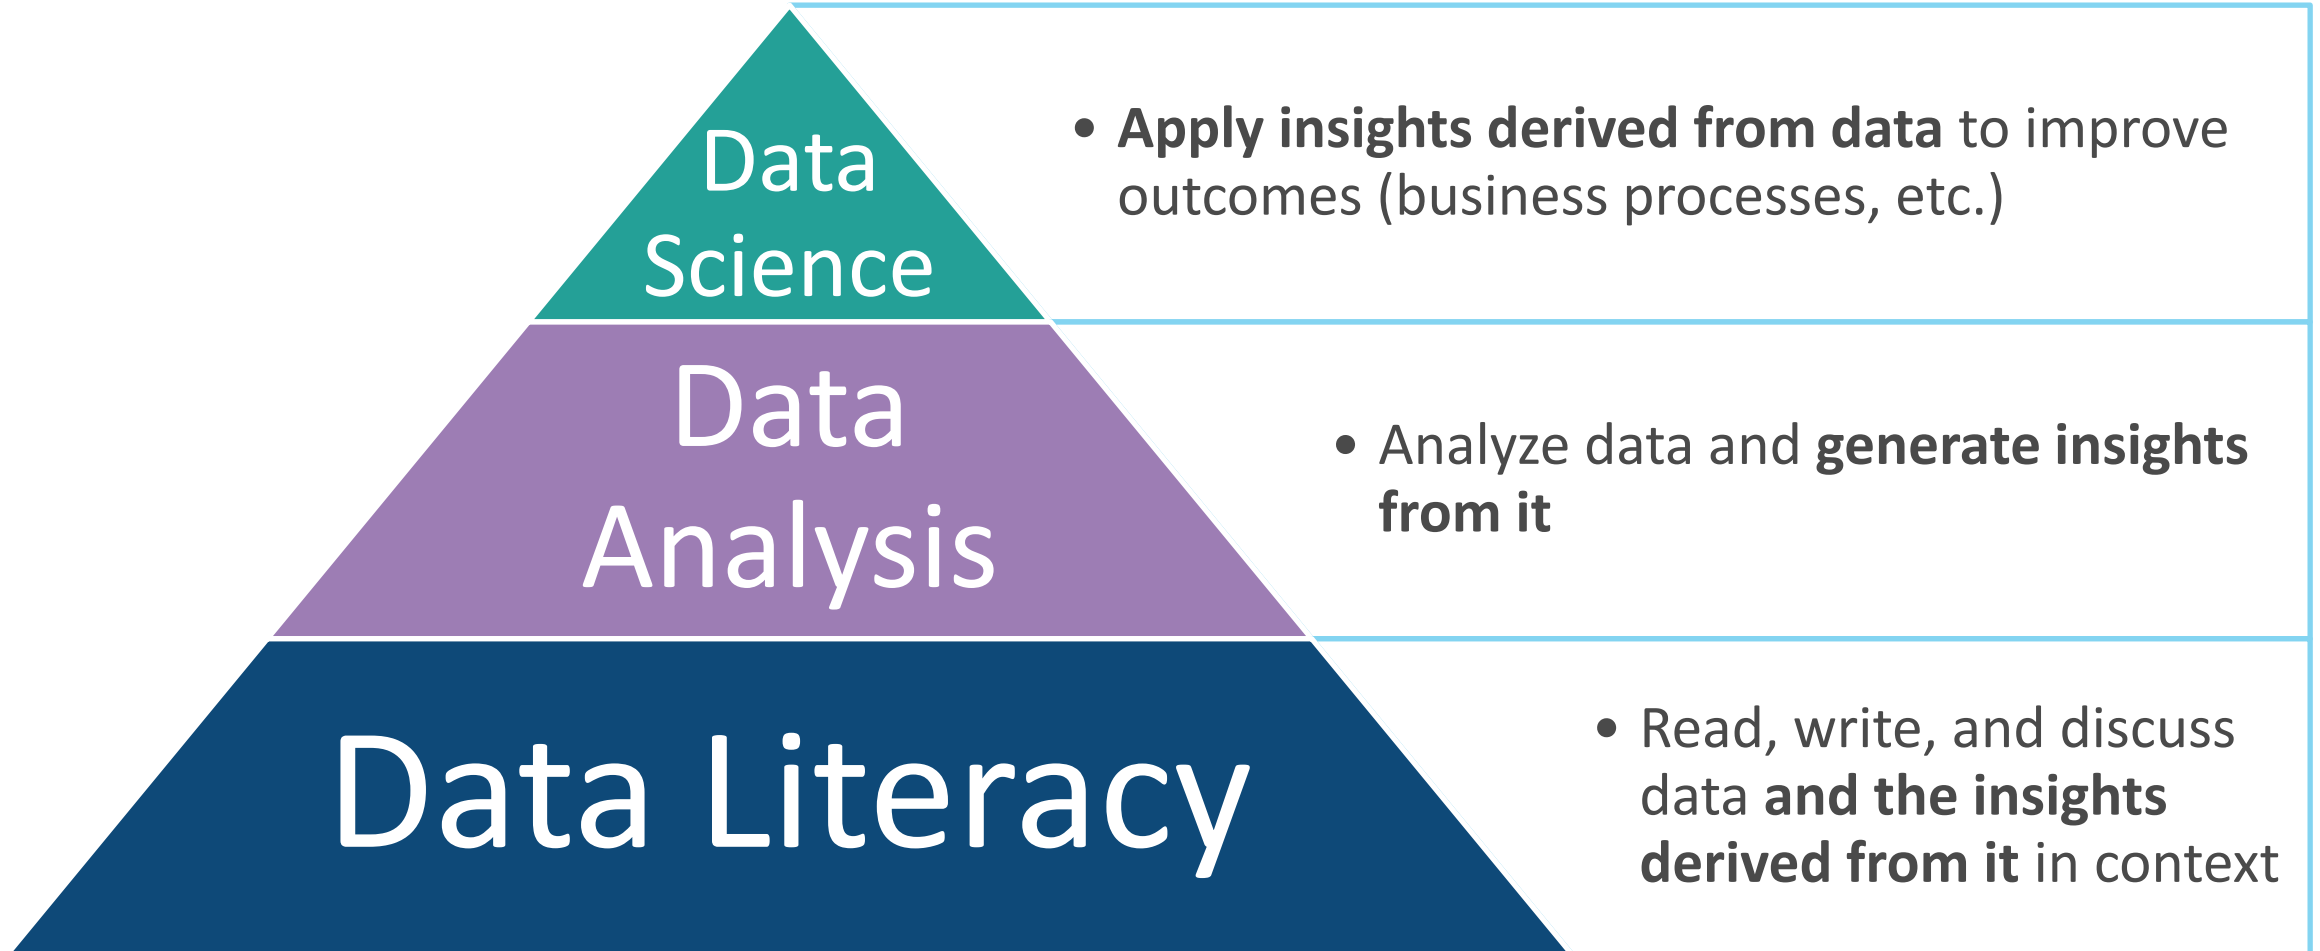 Data
Science
• Apply insights derived from data to improve
outcomes (business processes, etc.)
Data
Analysis
• Analyze data and generate insights
from it
Data Literacy
• Read, write, and discuss
data and the insights
derived from it in context